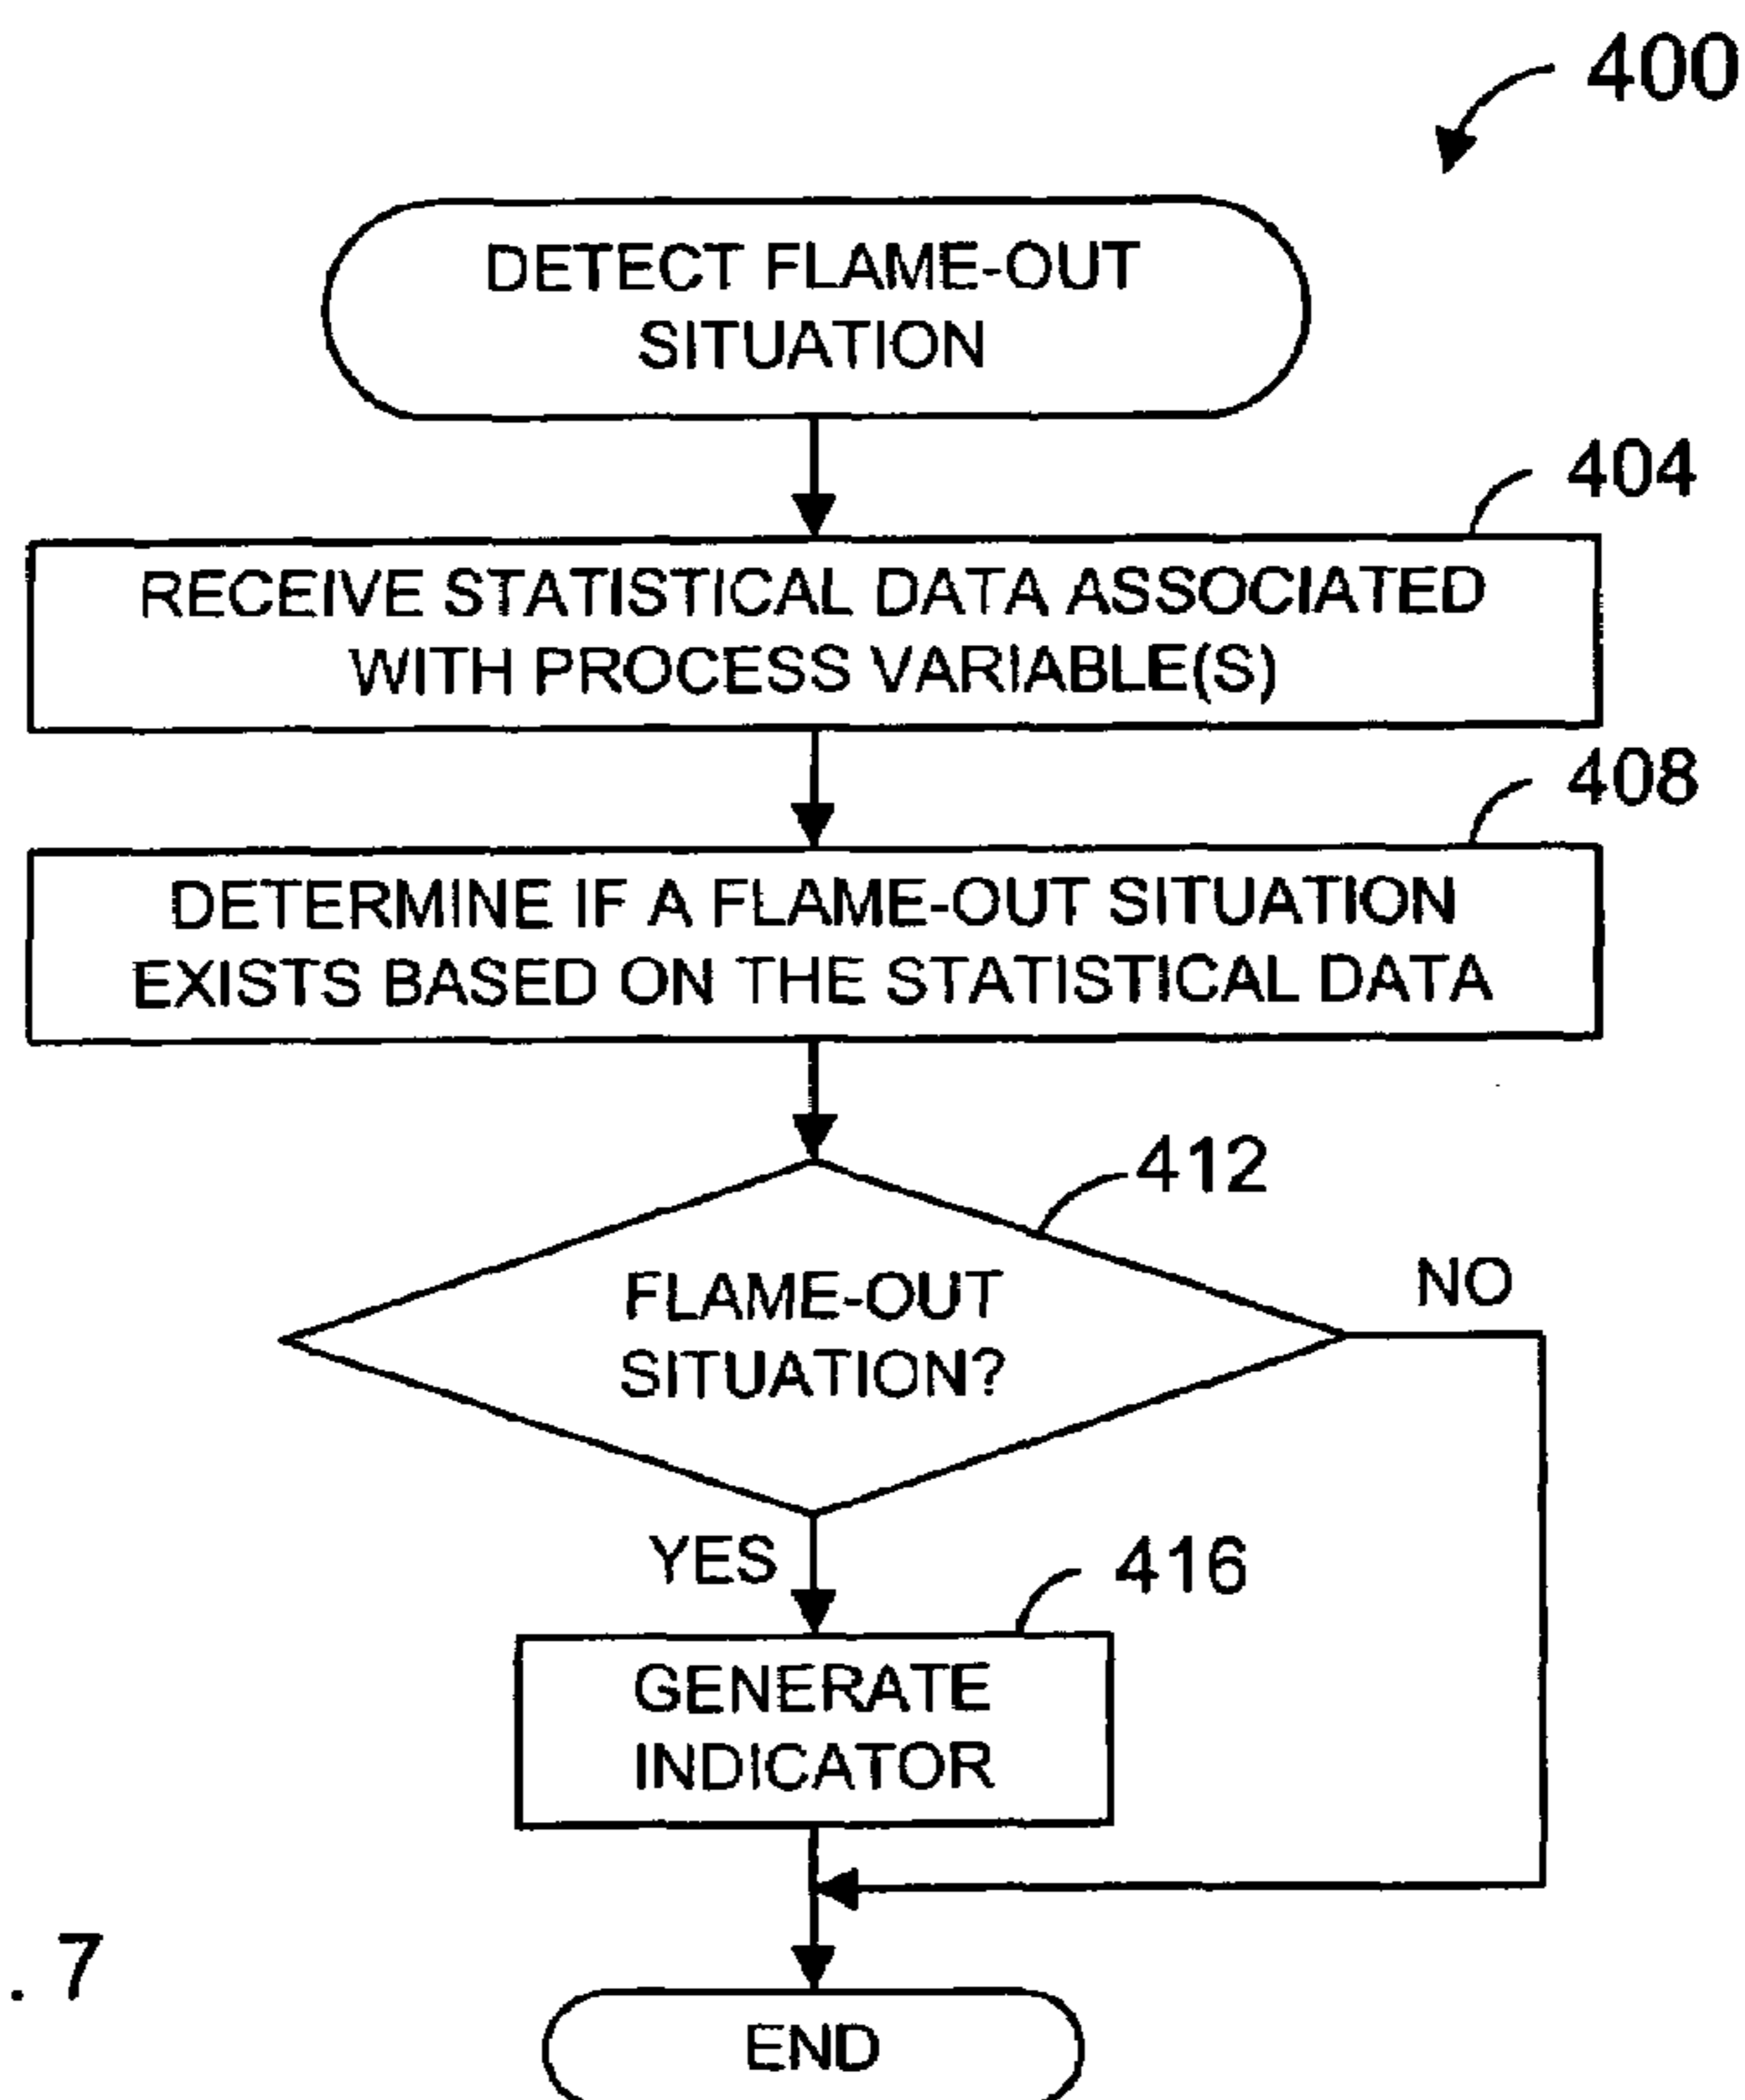 400
DETECT FLAME-OUT
SITUATION
404
RECEIVE STATISTICAL DATA ASSOCIATED
WITH PROCESS VARIABLE(S)
408
DETERMINE IF A FLAME-OUT SITUATION
EXISTS BASED ON THE STATISTICAL DATA
412
FLAME-OUT
SITUATION?
NO
YES
416
GENERATE
INDICATOR
. 7
END